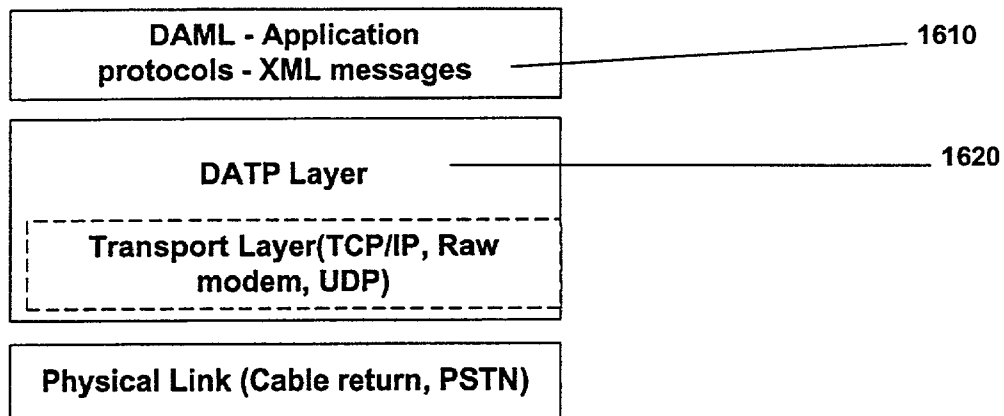 DAML - Application
protocols - XML messages
1610
DATP Layer
1620
Transport Layer(TCP/IP, Raw
modem, UDP)
Physical Link (Cable return, PSTN)